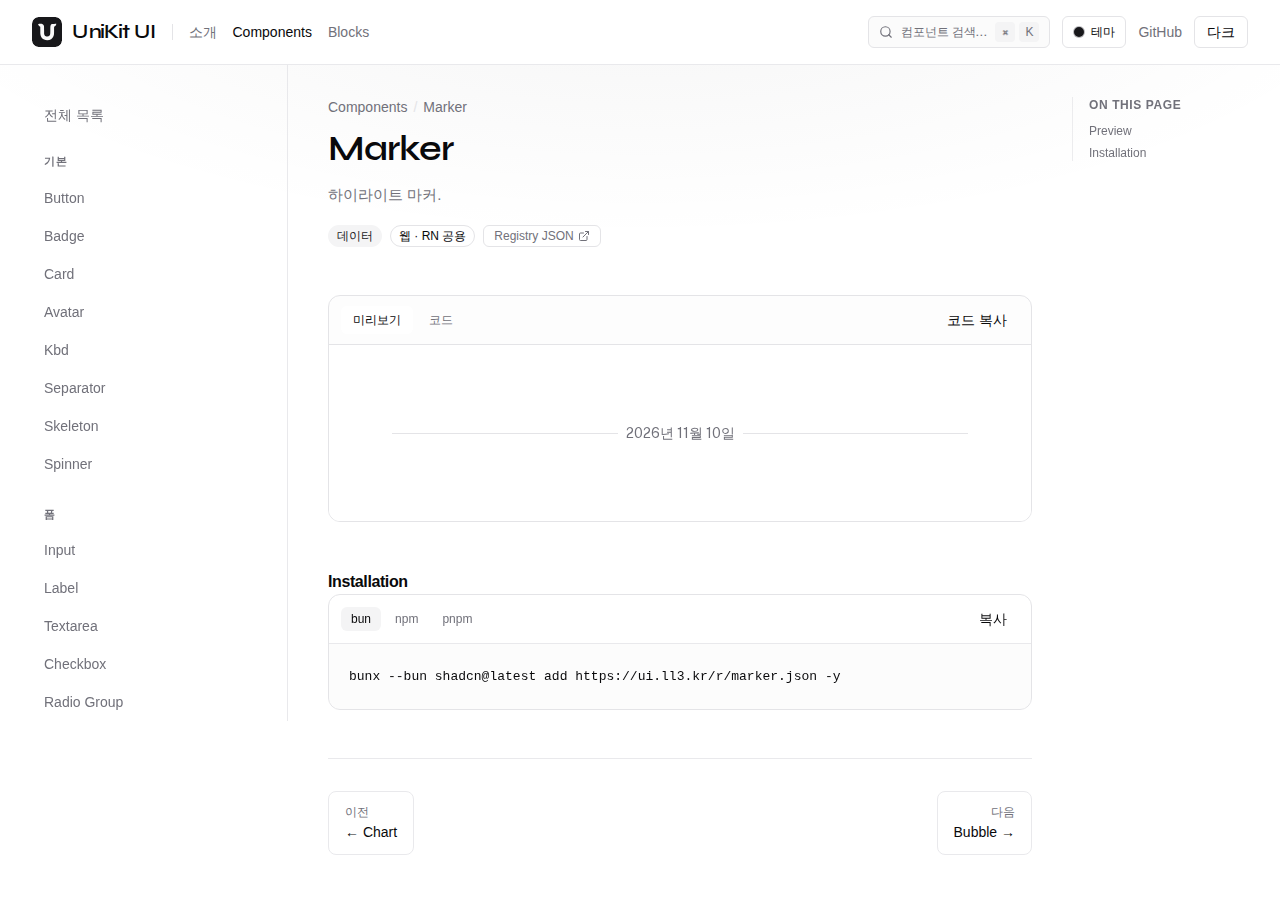 UniKit UI
소개
Components
Blocks
컴포넌트 검색…
⌘ K
테마
GitHub
다크
전체 목록
기본
Button
Badge
Card
Avatar
Kbd
Separator
Skeleton
Spinner
폼
Input
Label
Textarea
Checkbox
Radio Group
Components / Marker
Marker
하이라이트 마커.
데이터
웹 · RN 공용
Registry JSON
미리보기
코드
코드 복사
2026년 11월 10일
Installation
bun
npm
pnpm
복사
bunx --bun shadcn@latest add https://ui.ll3.kr/r/marker.json -y
이전
← Chart
다음
Bubble →
ON THIS PAGE
Preview
Installation